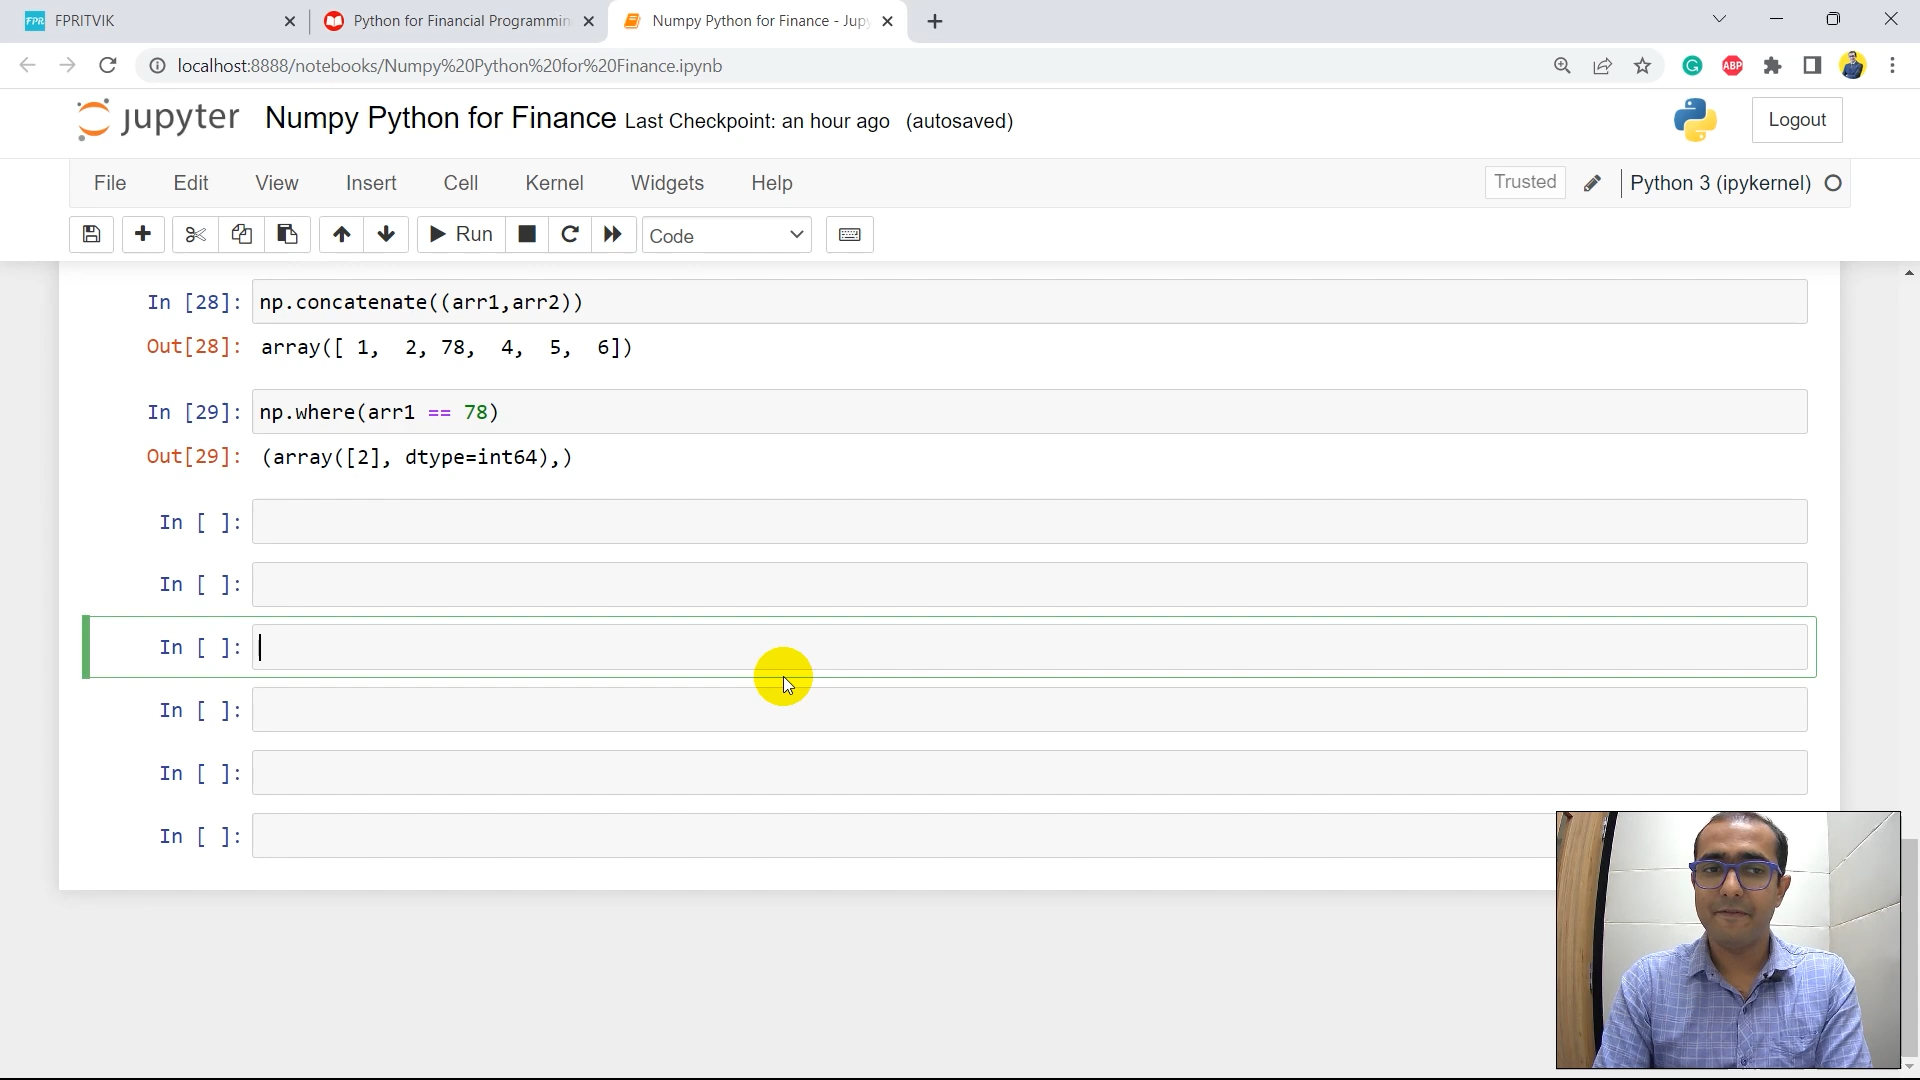 FPR FPRITVIK
Python for Financial Programmin
Numpy Python for Finance - Jup
localhost:8888/notebooks/Numpy%20Python%20for%20Finance.ipynb
ABP
jupyter Numpy Python for Finance Last Checkpoint: an hour ago (autosaved)
Logout
File Edit View Insert Cell Kernel Widgets Help
Trusted
Python 3 (ipykernel)
Run
Code
In [28]: np.concatenate((arr1,arr2))
Out[28]: array([ 1, 2, 78, 4, 5, 6])
In [29]: np.where(arr1 == 78)
Out[29]: (array([2], dtype=int64),)
In [ ]:
In [ ]:
In [ ]:
In [ ]:
In [ ]:
In [ ]: